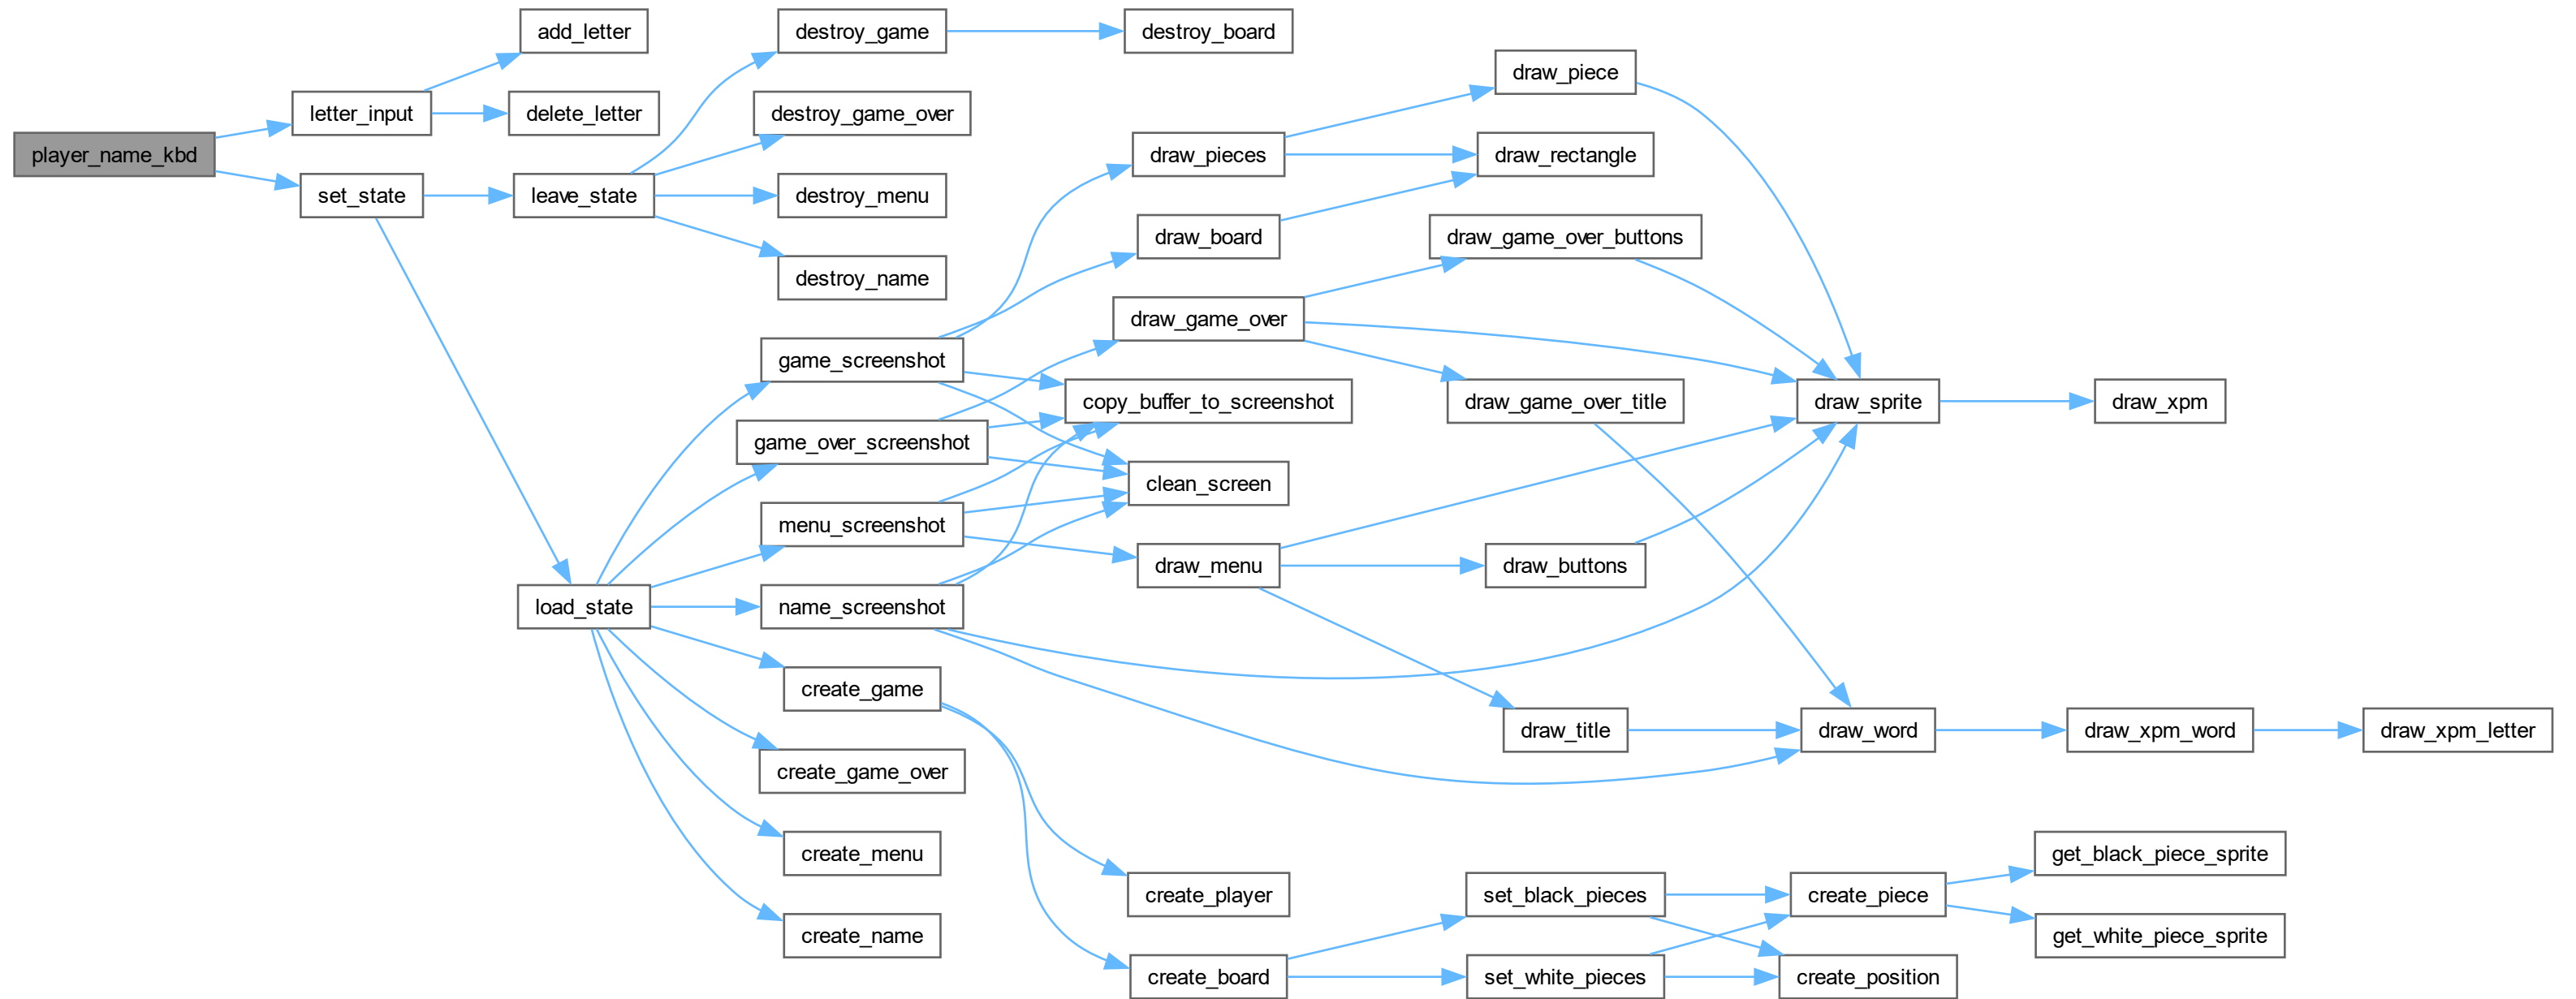 player_name_kbd
letter_input
add_letter
delete_letter
set_state
leave_state
destroy_game
destroy_board
destroy_game_over
destroy_menu
destroy_name
load_state
game_screenshot
game_over_screenshot
menu_screenshot
name_screenshot
create_game
create_game_over
create_menu
create_name
draw_pieces
draw_board
draw_game_over
copy_buffer_to_screenshot
clean_screen
draw_menu
create_player
create_board
draw_piece
draw_rectangle
draw_game_over_buttons
draw_game_over_title
draw_buttons
draw_title
set_black_pieces
set_white_pieces
draw_sprite
draw_word
create_piece
create_position
draw_xpm
draw_xpm_word
get_black_piece_sprite
get_white_piece_sprite
draw_xpm_letter